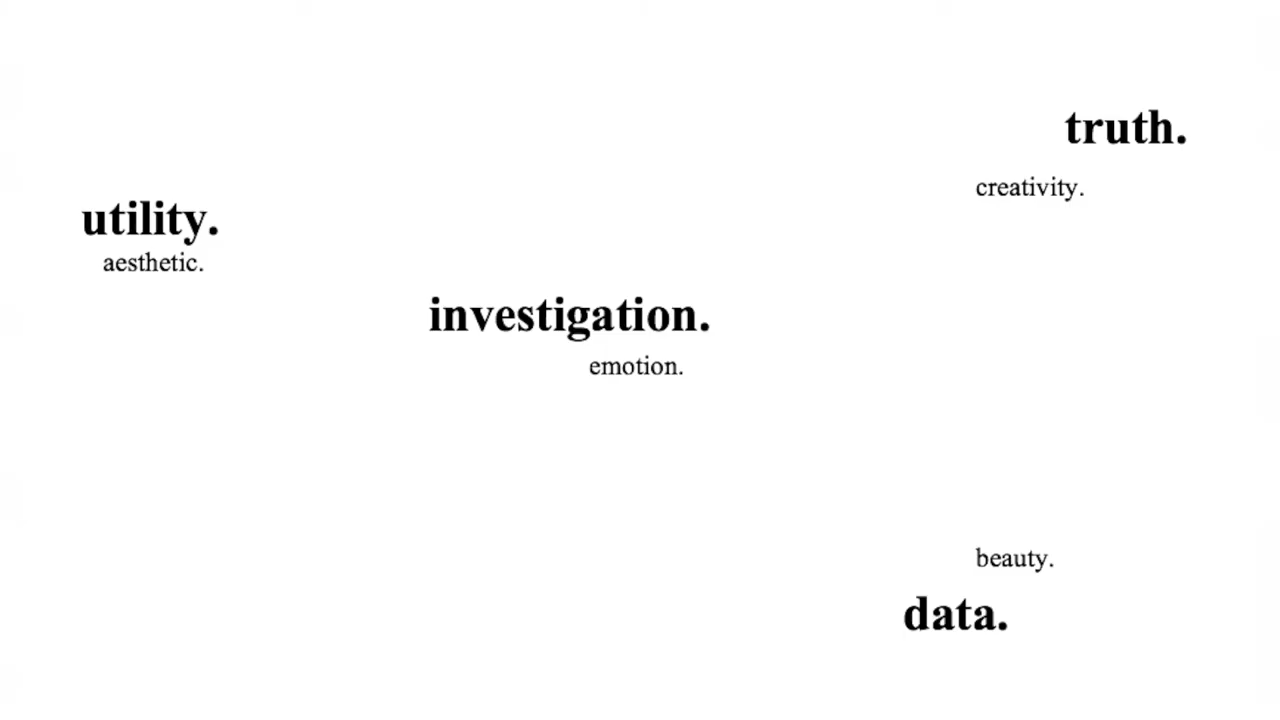 truth.
creativity.
utility.
aesthetic.
investigation.
emotion.
beauty.
data.